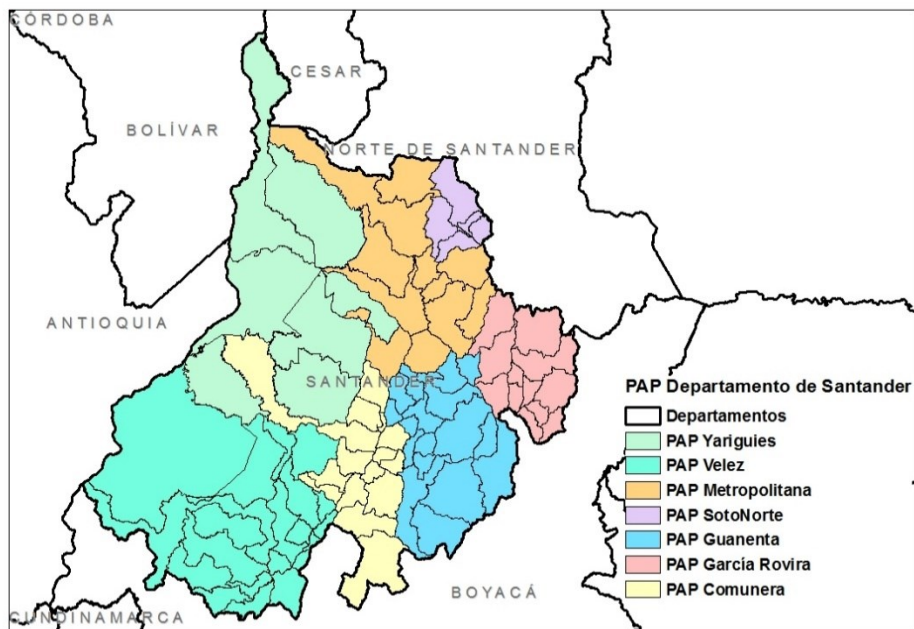 CÓRDOBA
CESAR
BOLÍVAR
NORTE DE SANTANDER
ANTIOQUIA
SANTANDER
PAP Departamento de Santander
Departamentos
PAP Yariguies
PAP Velez
PAP Metropolitana
PAP SotoNorte
PAP Guanenta
PAP García Rovira
PAP Comunera
BOYACÁ
CUNDINAMARCA